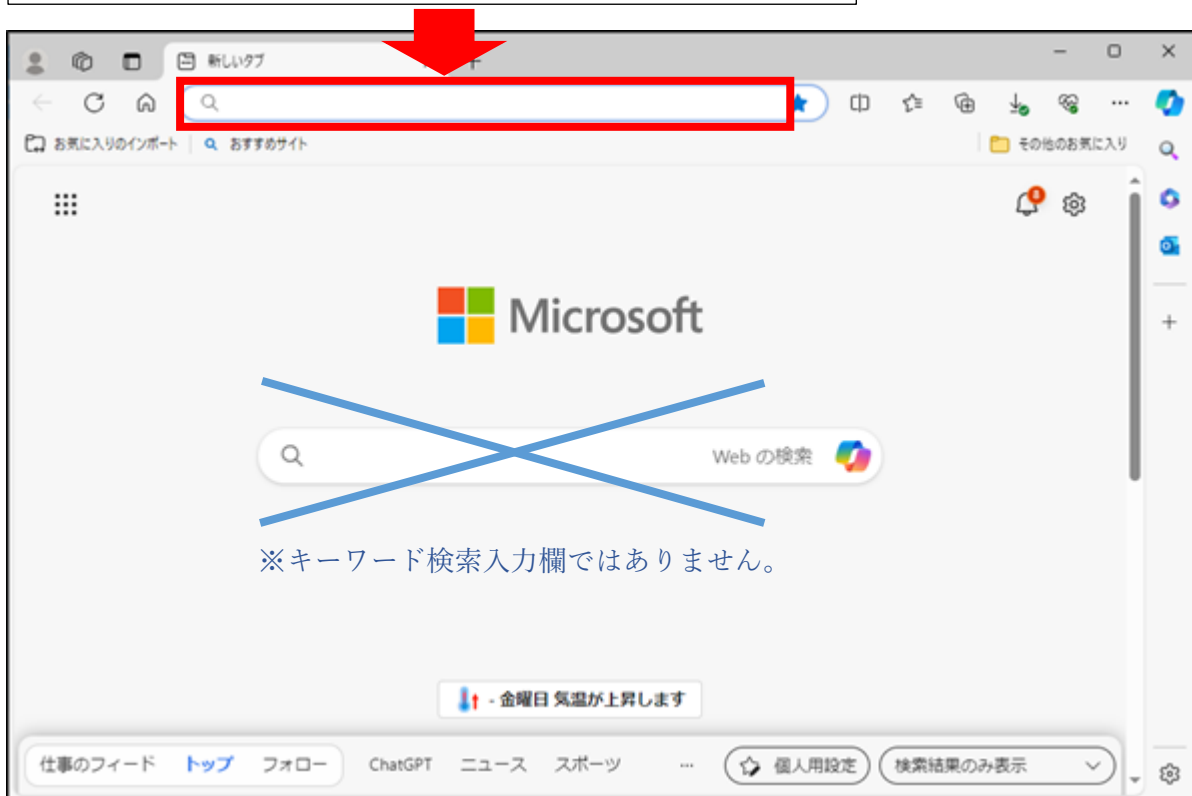 新しいタブ
お気に入りのインポート
おすすめサイト
その他のお気に入り
Microsoft
Web の検索
※キーワード検索入力欄ではありません。
- 金曜日 気温が上昇します
仕事のフィード トップ フォロー ChatGPT ニュース スポーツ ... 個人用設定 検索結果のみ表示